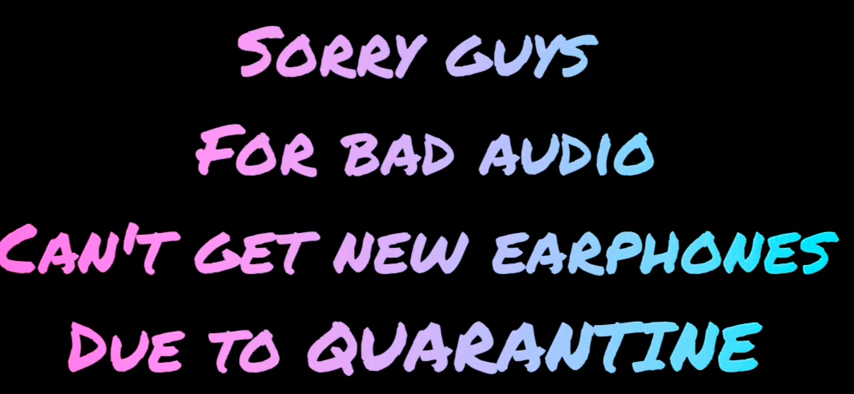 Sorry guys
For bad audio
Can't get new earphones
Due to QUARANTINE